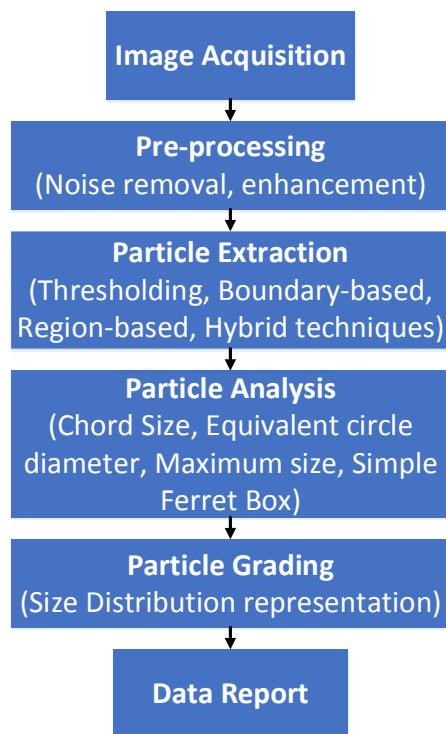 Image Acquisition
Pre-processing
(Noise removal, enhancement)
Particle Extraction
(Thresholding, Boundary-based,
Region-based, Hybrid techniques)
Particle Analysis
(Chord Size, Equivalent circle
diameter, Maximum size, Simple
Ferret Box)
Particle Grading
(Size Distribution representation)
Data Report